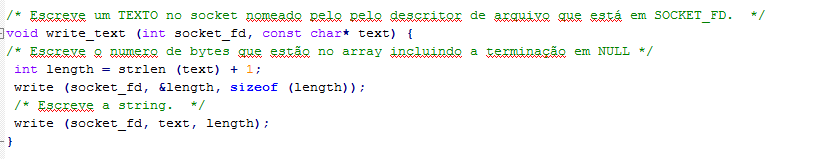 /* Escreve um TEXTO no socket nomeado pelo pelo descritor de arquivo que está em SOCKET_FD.  */
void write_text (int socket_fd, const char* text) {
/* Escreve o numero de bytes que estão no array incluindo a terminação em NULL */
 int length = strlen (text) + 1;
 write (socket_fd, &length, sizeof (length));
 /* Escreve a string.  */
 write (socket_fd, text, length);
}